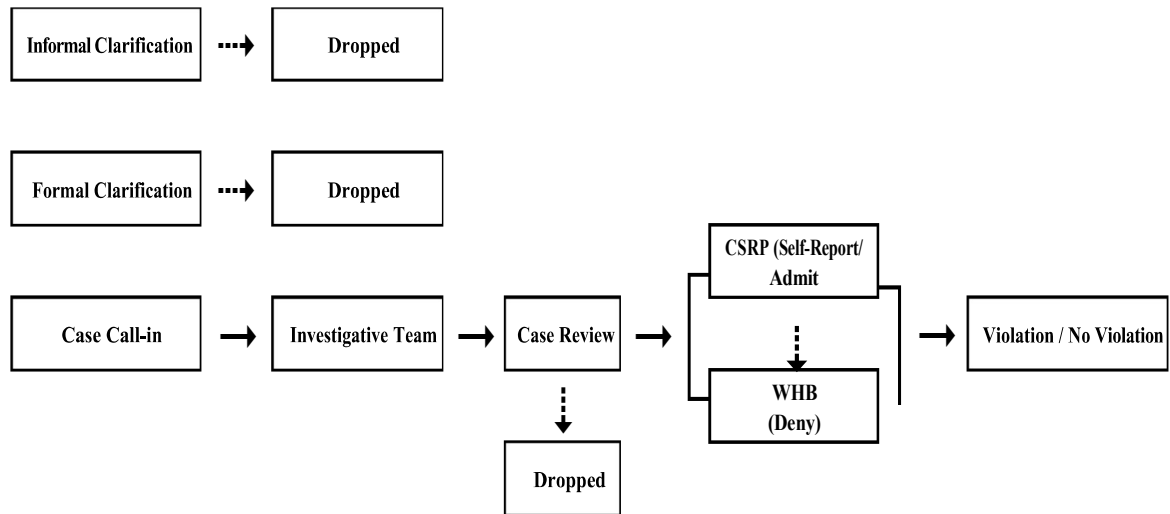 Informal Clarification
Dropped
Formal Clarification
Dropped
CSRP (Self-Report/
Admit
Case Call-in
Investigative Team
Case Review
Violation / No Violation
WHB
(Deny)
Dropped